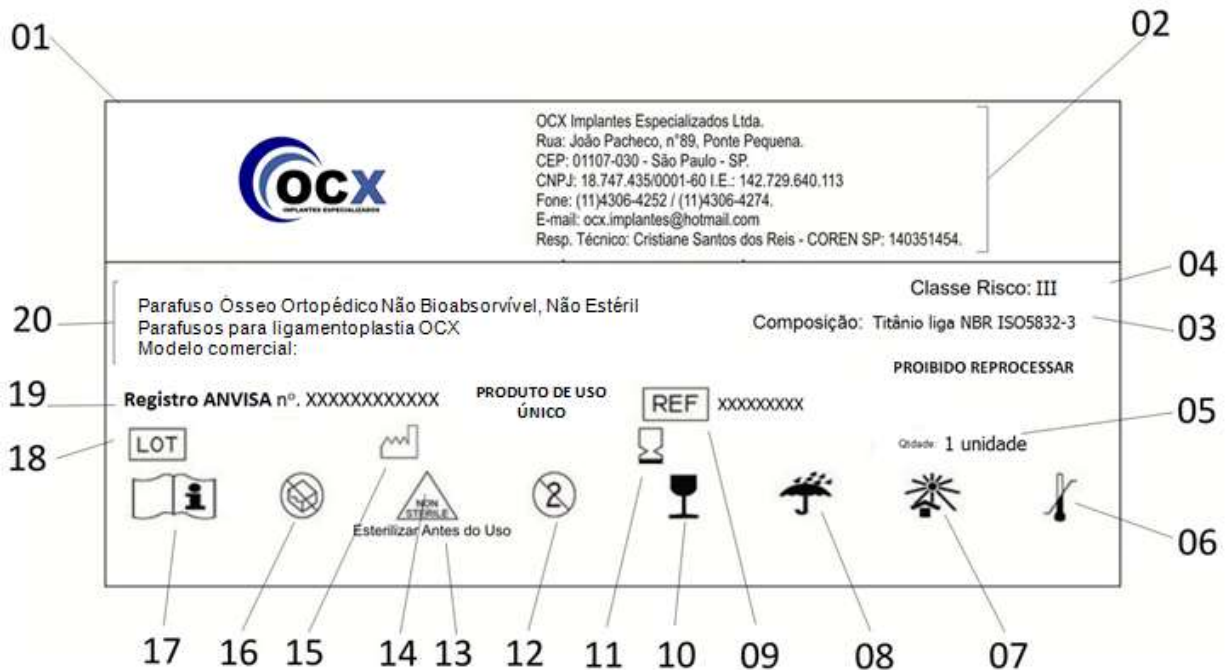 01
02
OCX
IMPLANTES ESPECIALIZADOS
OCX Implantes Especializados Ltda.
Rua: João Pacheco, n°89, Ponte Pequena.
CEP: 01107-030 - São Paulo - SP.
CNPJ: 18.747.435/0001-60 I.E.: 142.729.640.113
Fone: (11)4306-4252 / (11)4306-4274.
E-mail: ocx.implantes@hotmail.com
Resp. Técnico: Cristiane Santos dos Reis - COREN SP: 140351454.
04
Classe Risco: III
20
Parafuso Ósseo Ortopédico Não Bioabsorvível, Não Estéril
Parafusos para ligamentoplastia OCX
Modelo comercial:
Composição: Titânio liga NBR ISO5832-3
03
PROIBIDO REPROCESSAR
19
Registro ANVISA nº. XXXXXXXXXXXX
PRODUTO DE USO
ÚNICO
REF XXXXXXXXX
05
18
LOT
Qtdade: 1 unidade
2
NON
STERILE
Esterilizar Antes do Uso
06
17
16
15
14
13
12
11
10
09
08
07